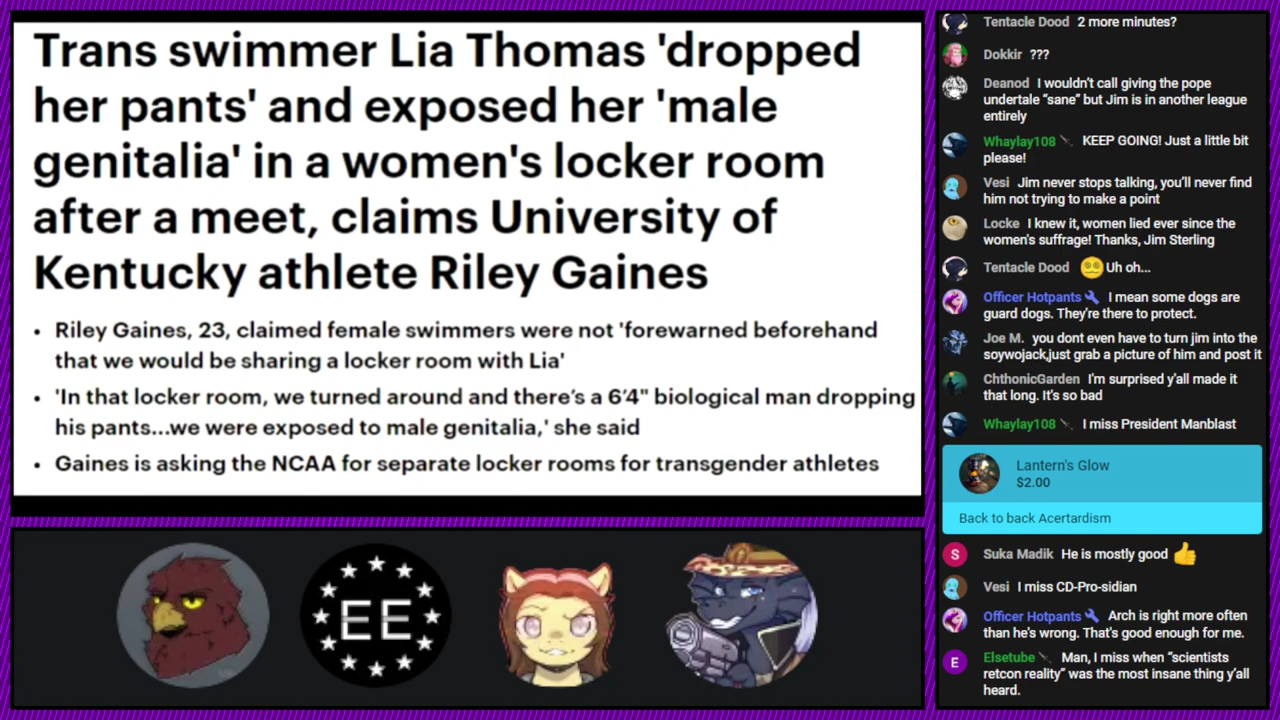 Trans swimmer Lia Thomas 'dropped
her pants' and exposed her 'male
genitalia' in a women's locker room
after a meet, claims University of
Kentucky athlete Riley Gaines
• Riley Gaines, 23, claimed female swimmers were not 'forewarned beforehand
that we would be sharing a locker room with Lia'
• 'In that locker room, we turned around and there's a 6'4" biological man dropping
his pants...we were exposed to male genitalia,' she said
• Gaines is asking the NCAA for separate locker rooms for transgender athletes
EE
Tentacle Dood 2 more minutes?
Dokkir ???
Deanod I wouldn't call giving the pope
undertale “sane” but Jim is in another league
entirely
Whaylay108 KEEP GOING! Just a little bit
please!
Vesi Jim never stops talking, you'll never find
him not trying to make a point
Locke I knew it, women lied ever since the
women's suffrage! Thanks, Jim Sterling
Tentacle Dood Uh oh...
Officer Hotpants I mean some dogs are
guard dogs. They're there to protect.
Joe M. you dont even have to turn jim into the
soywojack,just grab a picture of him and post it
ChthonicGarden I'm surprised y'all made it
that long. It's so bad
Whaylay108 I miss President Manblast
Lantern's Glow
$2.00
Back to back Acertardism
S Suka Madik He is mostly good 👍
Vesi I miss CD-Pro-sidian
Officer Hotpants Arch is right more often
than he's wrong. That's good enough for me.
E Elsetube Man, I miss when “scientists
retcon reality” was the most insane thing y'all
heard.